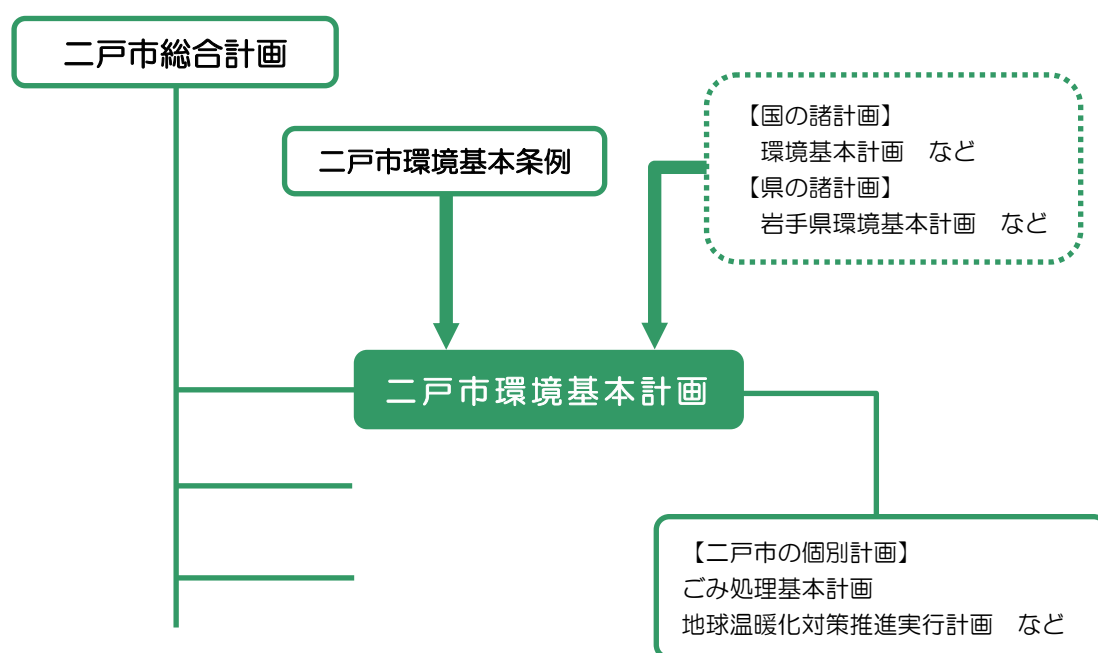 二戸市総合計画
二戸市環境基本条例
【国の諸計画】
環境基本計画　など
【県の諸計画】
岩手県環境基本計画　など
二戸市環境基本計画
【二戸市の個別計画】
ごみ処理基本計画
地球温暖化対策推進実行計画　など